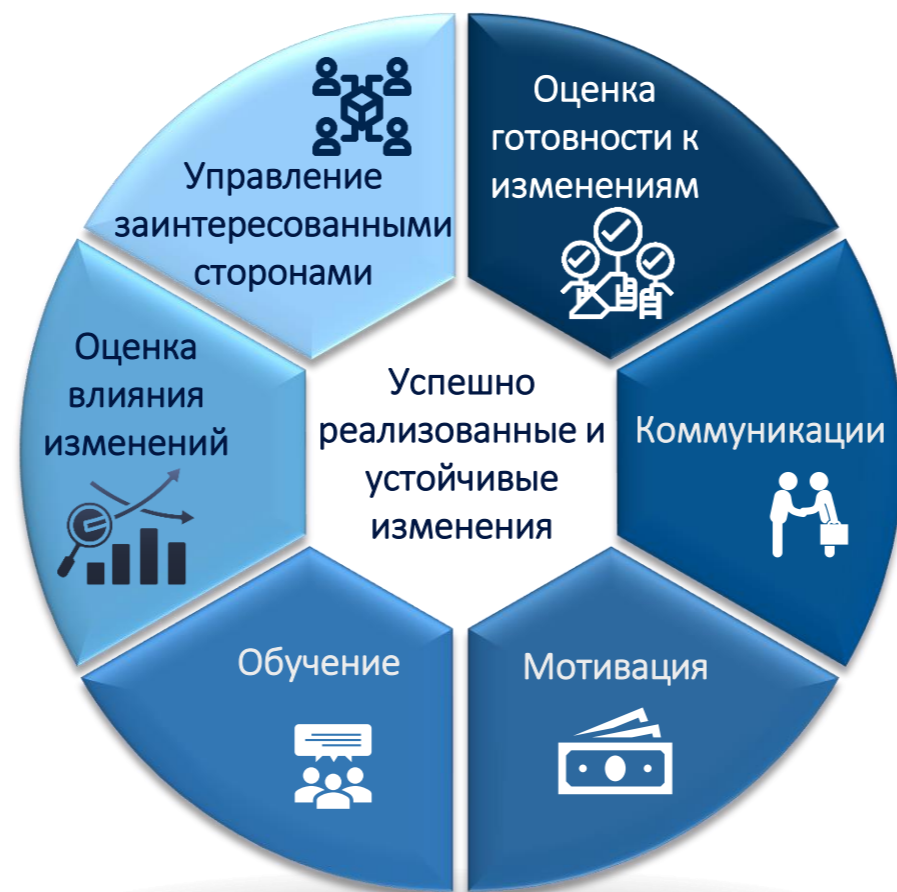 Управление
заинтересованными
сторонами
Оценка
готовности к
изменениям
Оценка
влияния
изменений
Успешно
реализованные и
устойчивые
изменения
Коммуникации
Обучение
Мотивация